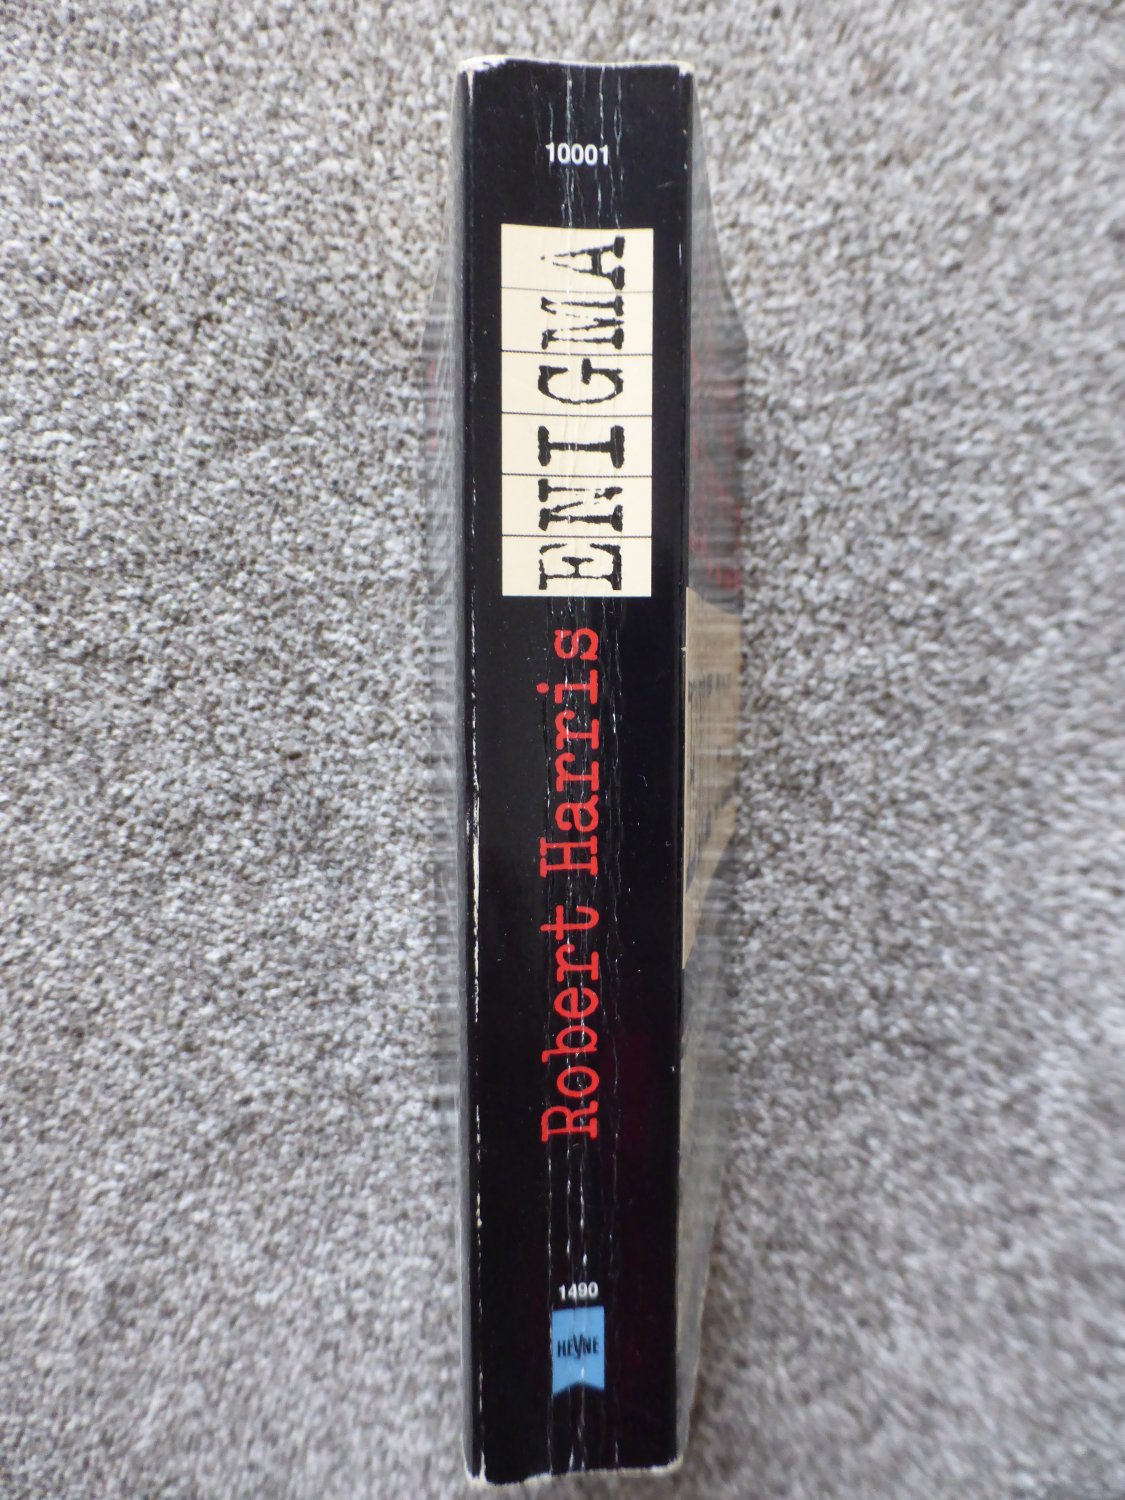 10001
ENIGMA
Robert Harris
1490
HEYNE